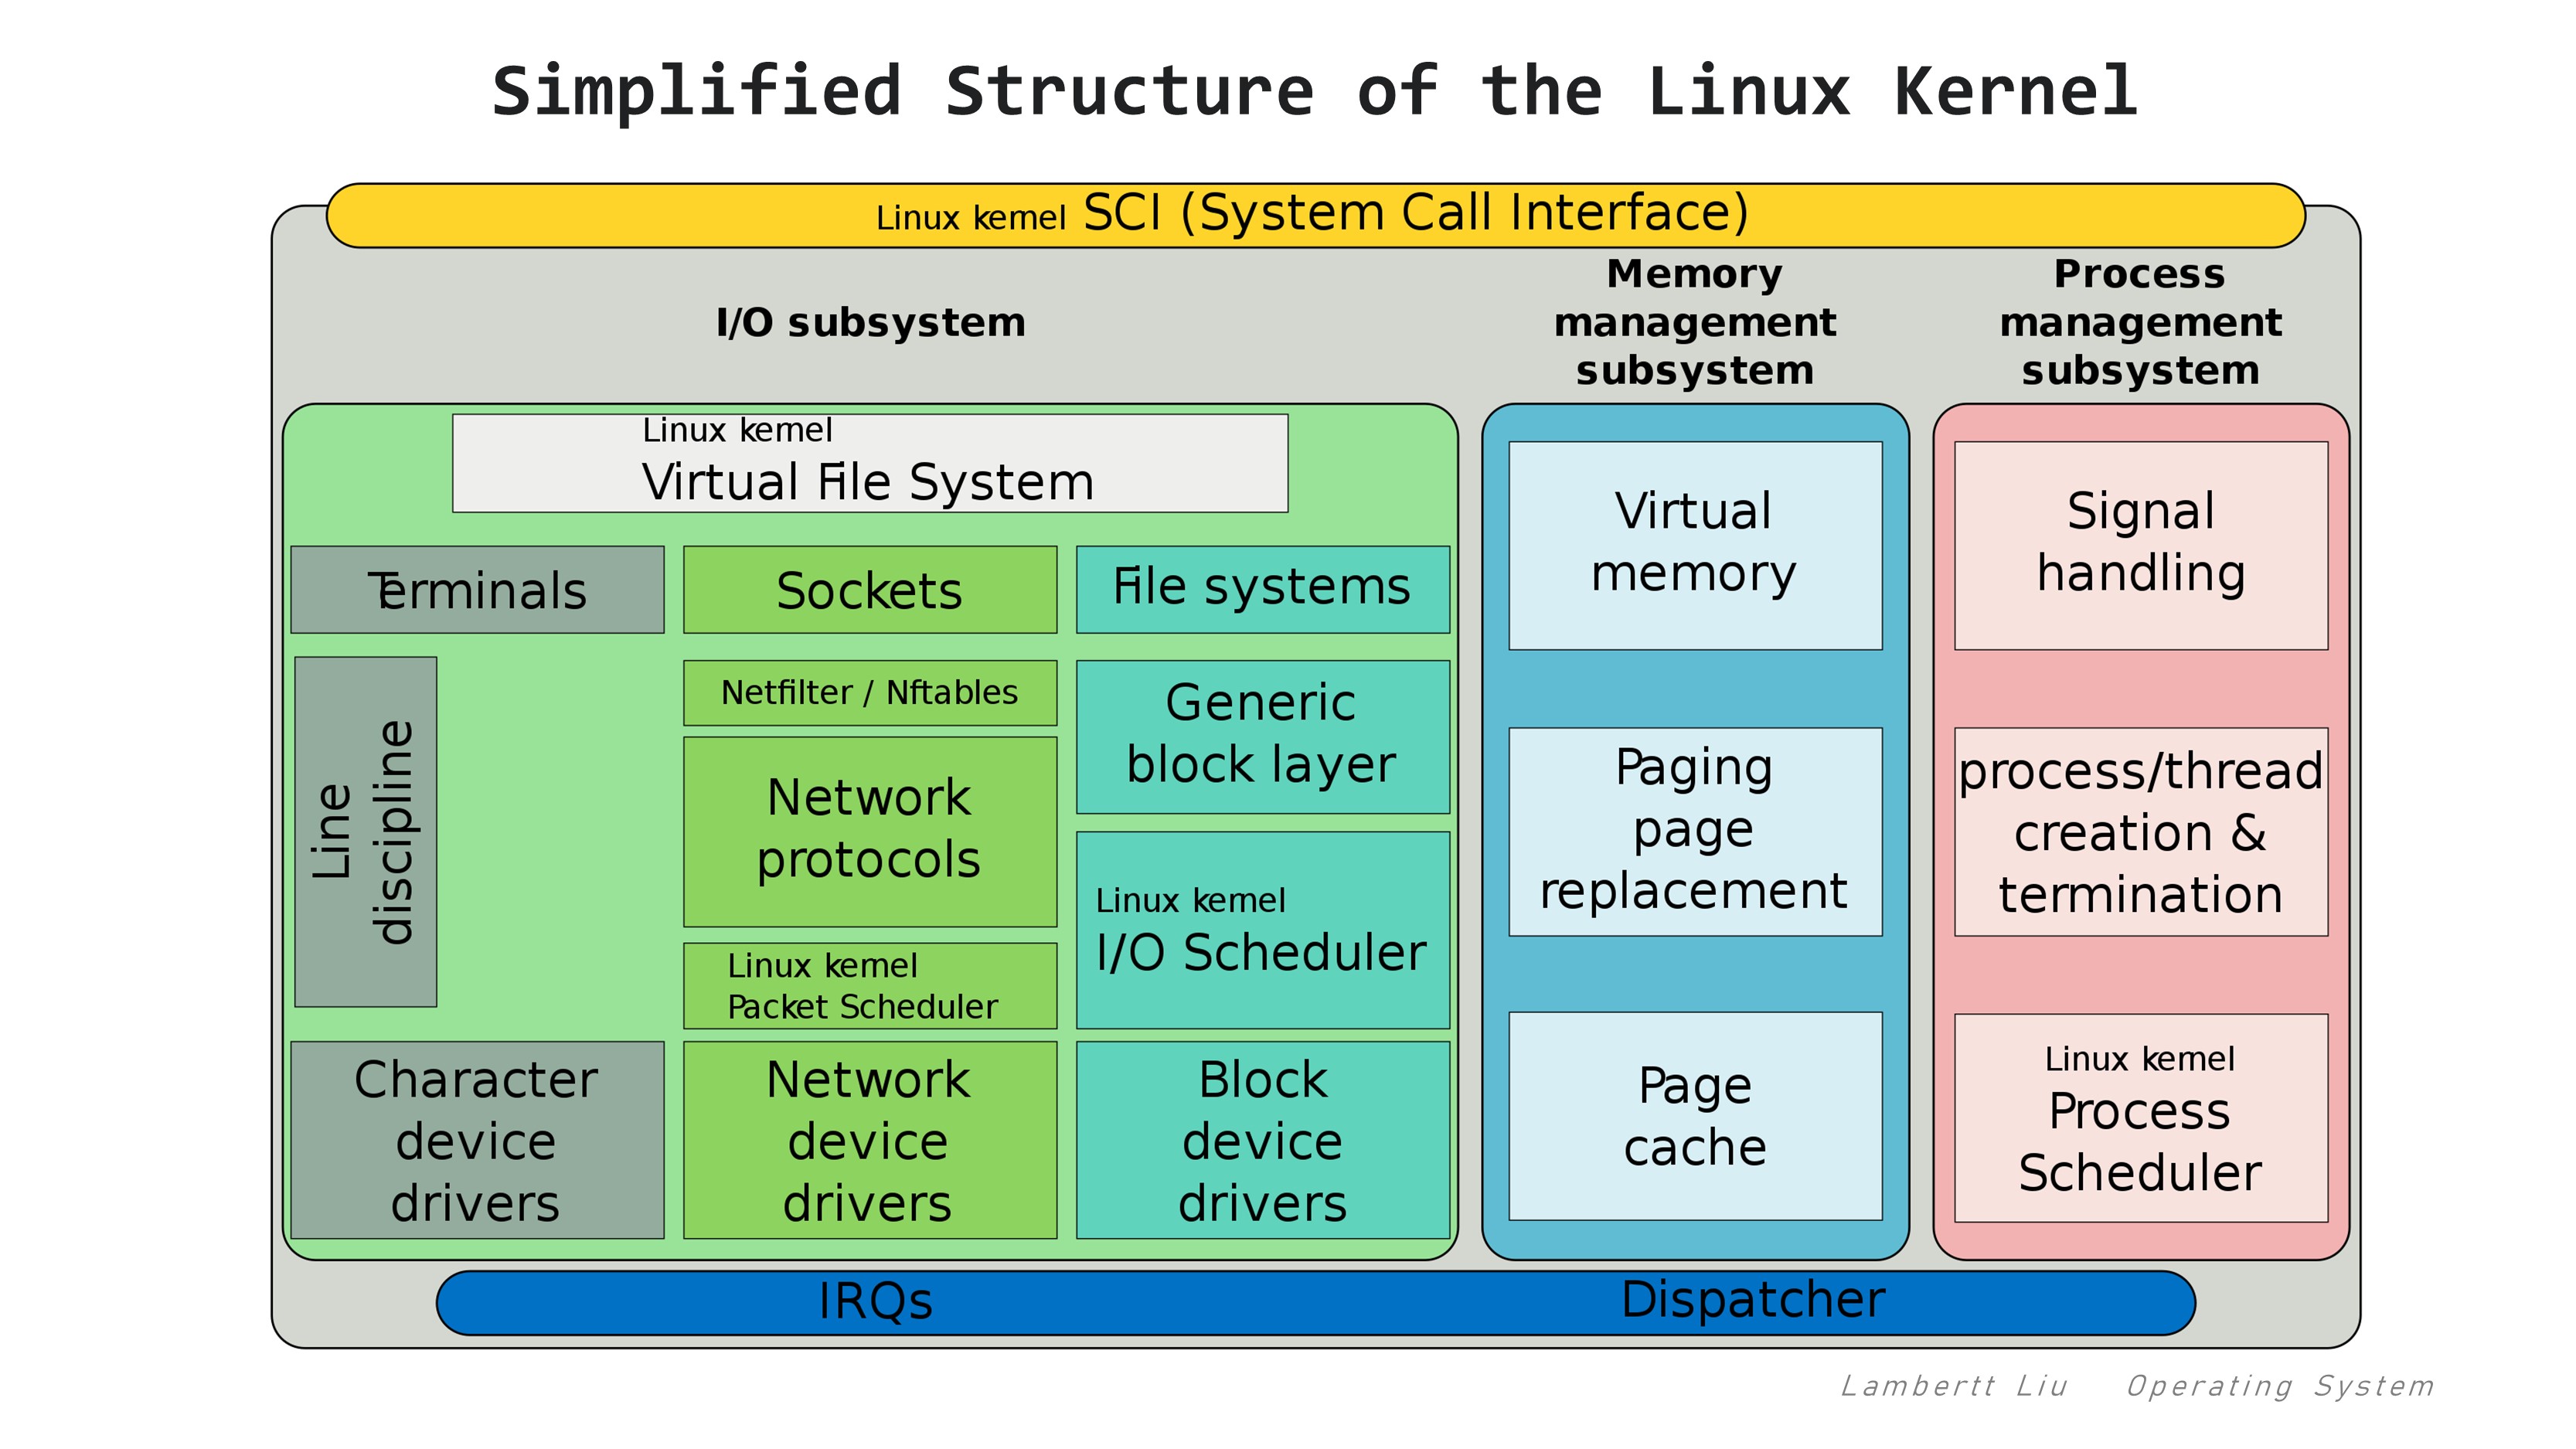 Simplified Structure of the Linux Kernel
Linux kernel SCI (System Call Interface)
I/O subsystem
Memory
management
subsystem
Process
management
subsystem
Linux kernel
Virtual File System
Terminals
Sockets
File systems
Line
discipline
Netfilter / Nftables
Network
protocols
Linux kernel
Packet Scheduler
Generic
block layer
Linux kernel
I/O Scheduler
Character
device
drivers
Network
device
drivers
Block
device
drivers
Virtual
memory
Paging
page
replacement
Page
cache
Signal
handling
process/thread
creation &
termination
Linux kernel
Process
Scheduler
IRQs
Dispatcher
Lambertt Liu Operating System